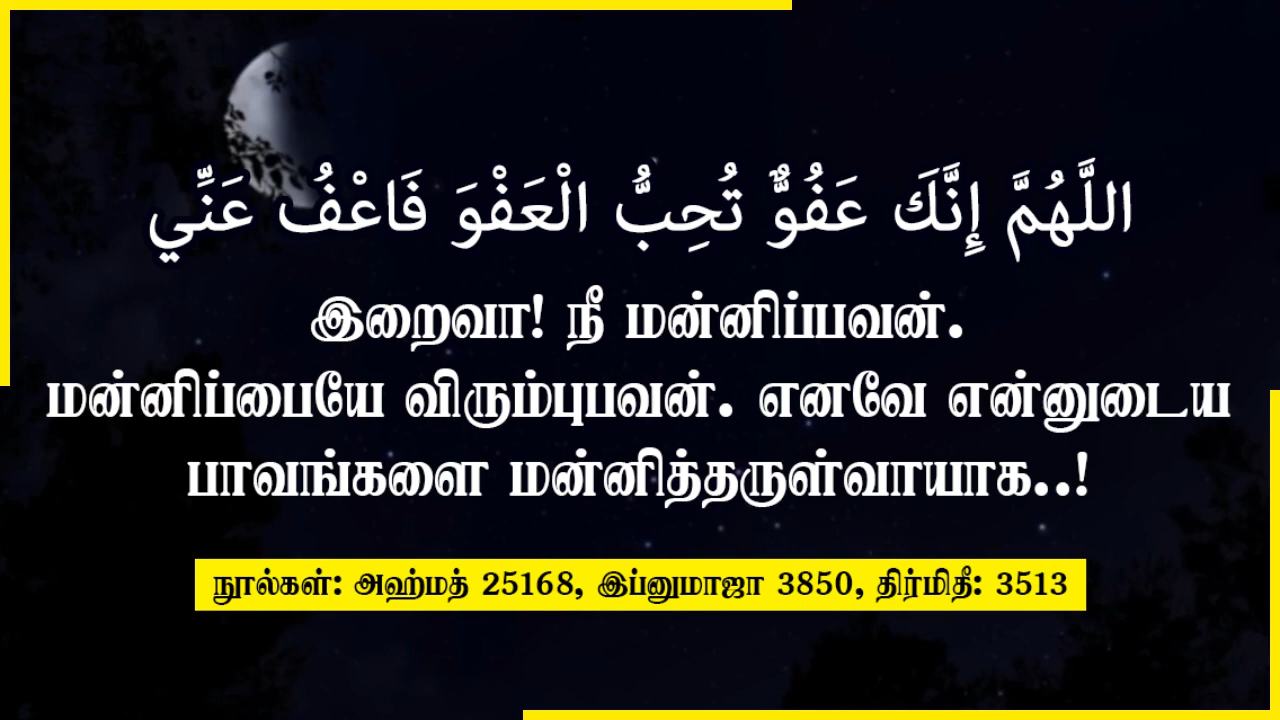 اللَّهُمَّ إِنَّكَ عَفُوٌّ تُحِبُّ الْعَفْوَ فَاعْفُ عَنِّي
இறைவா! நீ மன்னிப்பவன்.
மன்னிப்பையே விரும்புபவன். எனவே என்னுடைய
பாவங்களை மன்னித்தருள்வாயாக..!
நூல்கள்: அஹ்மத் 25168, இப்னுமாஜா 3850, திர்மிதீ: 3513